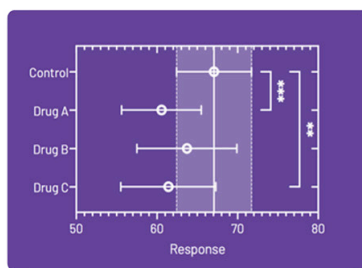 Control
***
Drug A
**
Drug B
Drug C
50 60 70 80
Response